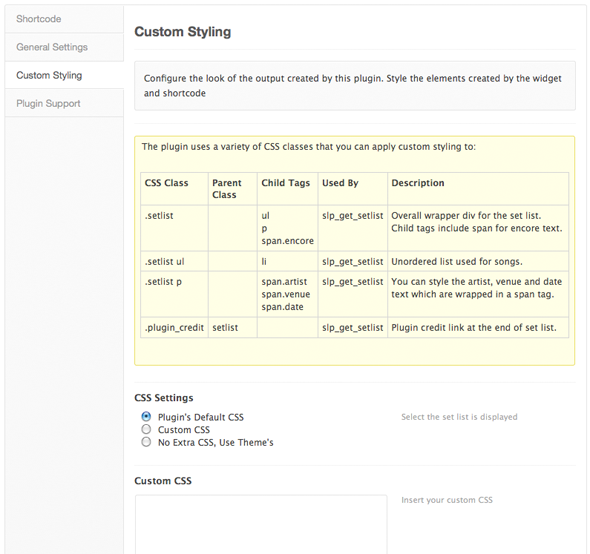 Shortcode
General Settings
Custom Styling
Plugin Support
Custom Styling
Configure the look of the output created by this plugin. Style the elements created by the widget
and shortcode
The plugin uses a variety of CSS classes that you can apply custom styling to:
CSS Class Parent Class Child Tags Used By Description
.setlist ul p span.encore slp_get_setlist Overall wrapper div for the set list. Child tags include span for encore text.
.setlist ul li slp_get_setlist Unordered list used for songs.
.setlist p span.artist span.venue span.date slp_get_setlist You can style the artist, venue and date text which are wrapped in a span tag.
.plugin_credit setlist slp_get_setlist Plugin credit link at the end of set list.
CSS Settings
Plugin's Default CSS
Select the set list is displayed
Custom CSS
No Extra CSS, Use Theme's
Custom CSS
Insert your custom CSS